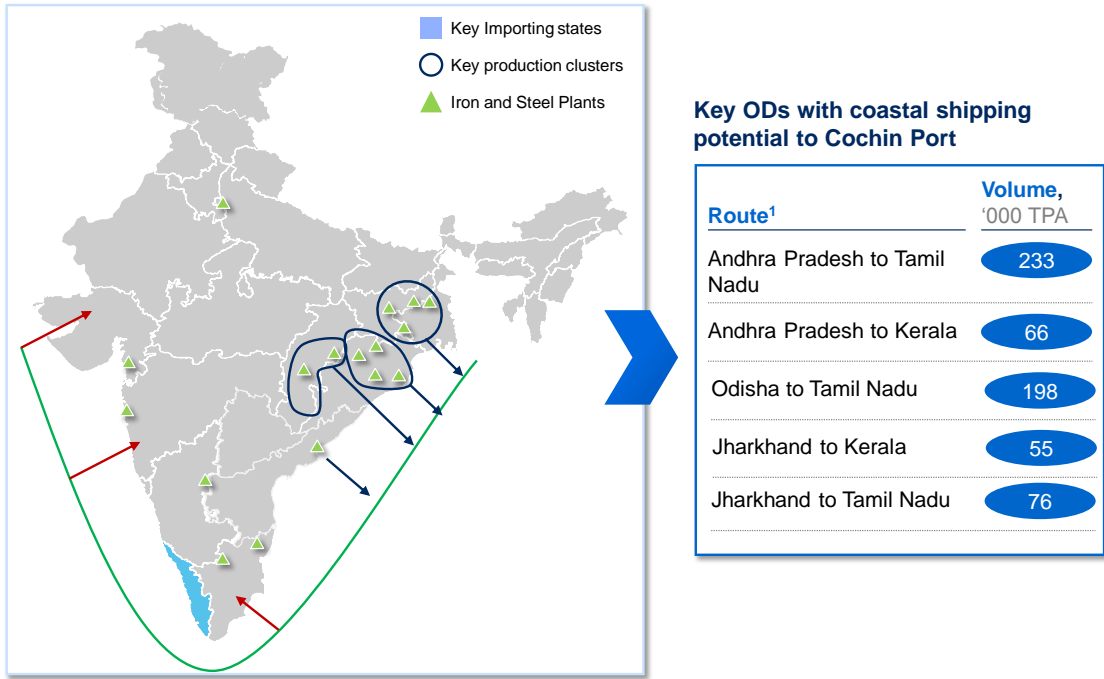 Key Importing states
Key production clusters
Iron and Steel Plants
Key ODs with coastal shipping
potential to Cochin Port
Route1
Volume,
‘000 TPA
Andhra Pradesh to Tamil
Nadu
233
Andhra Pradesh to Kerala
66
Odisha to Tamil Nadu
198
Jharkhand to Kerala
55
Jharkhand to Tamil Nadu
76